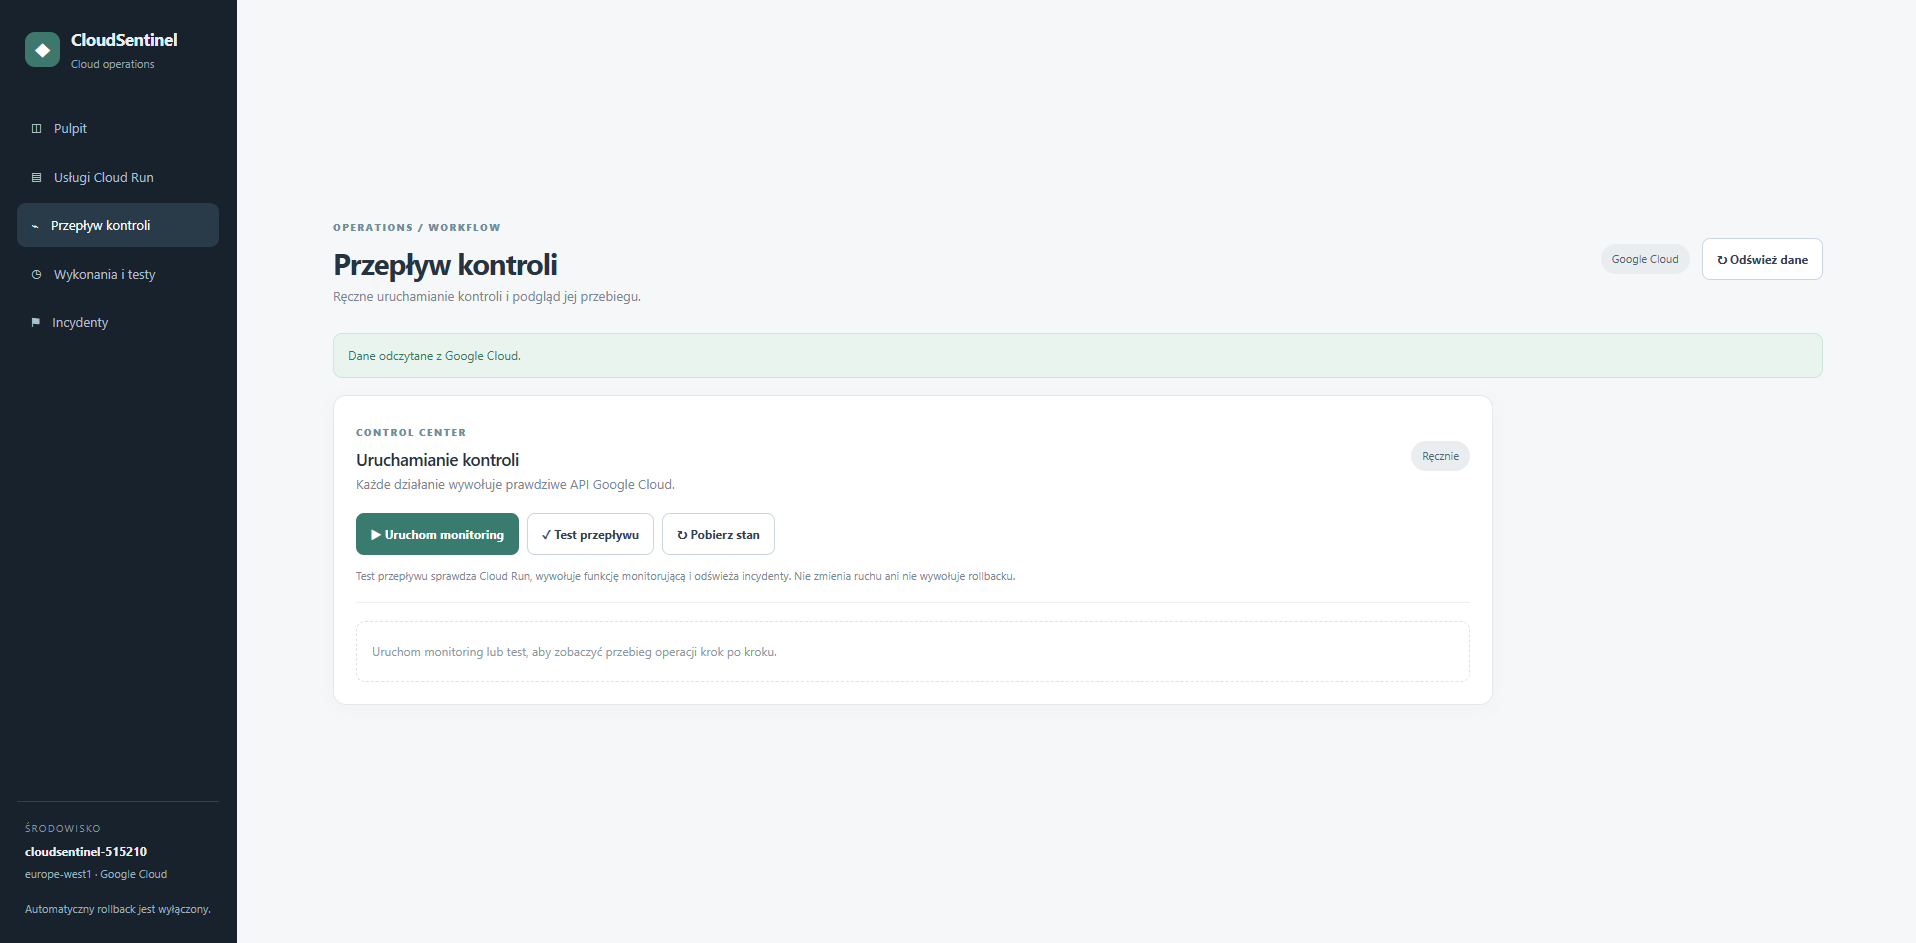 CloudSentinel
Cloud operations
Pulpit
Usługi Cloud Run
Przepływ kontroli
Wykonania i testy
Incydenty
ŚRODOWISKO
cloudsentinel-515210
europe-west1 · Google Cloud
Automatyczny rollback jest wyłączony.
OPERATIONS / WORKFLOW
Przepływ kontroli
Ręczne uruchamianie kontroli i podgląd jej przebiegu.
Google Cloud
↻ Odśwież dane
Dane odczytane z Google Cloud.
CONTROL CENTER
Uruchamianie kontroli
Każde działanie wywołuje prawdziwe API Google Cloud.
Ręcznie
▶ Uruchom monitoring
✓ Test przepływu
↻ Pobierz stan
Test przepływu sprawdza Cloud Run, wywołuje funkcję monitorującą i odświeża incydenty. Nie zmienia ruchu ani nie wywołuje rollbacku.
Uruchom monitoring lub test, aby zobaczyć przebieg operacji krok po kroku.